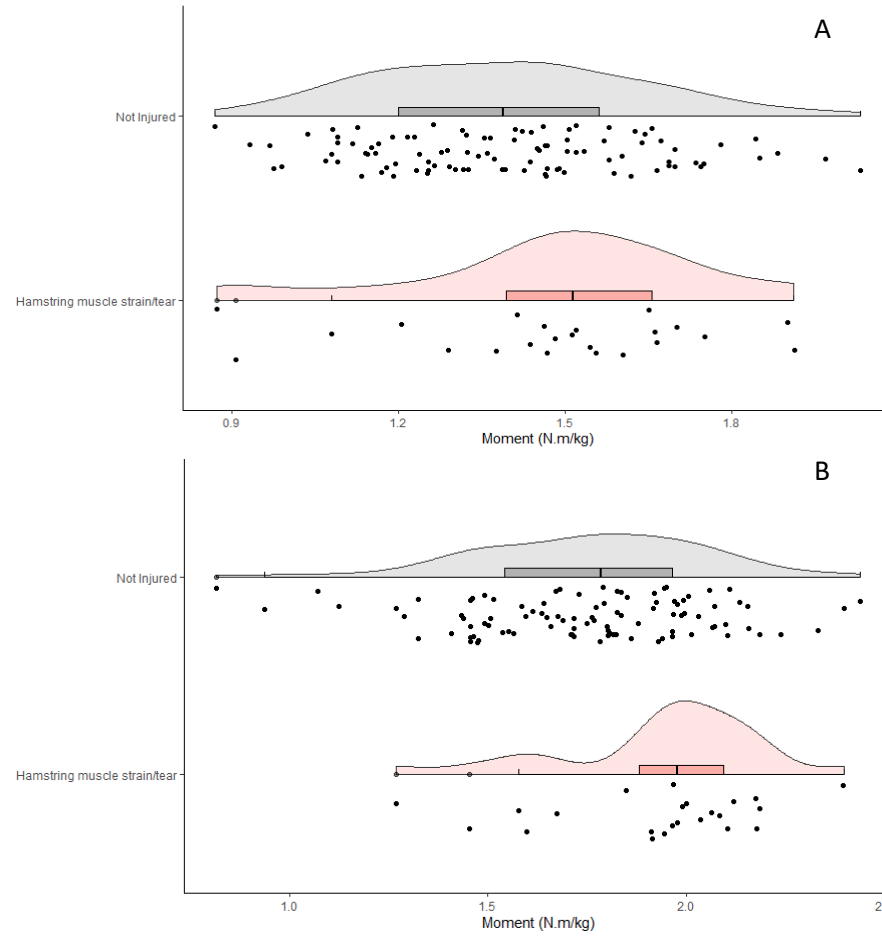 A
Not Injured
Hamstring muscle strain/tear
0.9 1.2 1.5 1.8
Moment (N.m/kg)
B
Not Injured
Hamstring muscle strain/tear
1.0 1.5 2.0 2
Moment (N.m/kg)